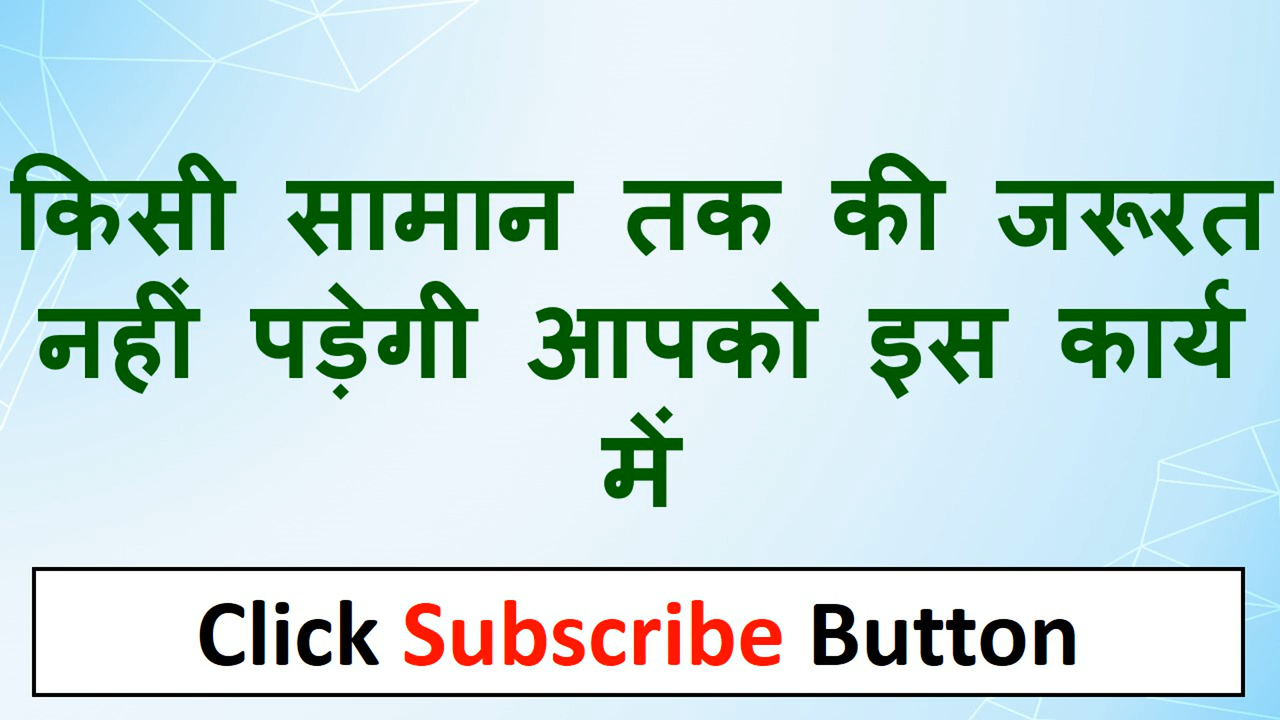 किसी सामान तक की जरूरत
नहीं पड़ेगी आपको इस कार्य
में
Click Subscribe Button